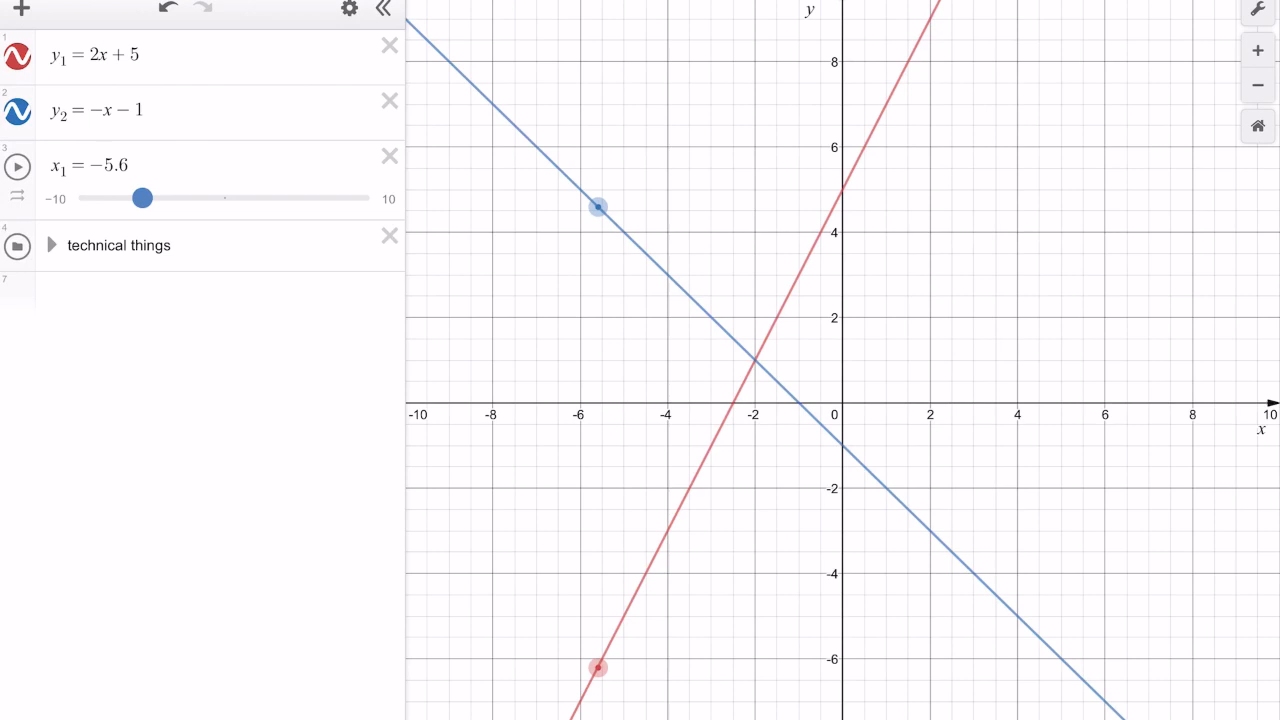 1
y₁ = 2x + 5
2
y₂ = −x − 1
3
x₁ = −5.6
−10 10
4
technical things
7
y
8
6
4
2
-10 -8 -6 -4 -2 0 2 4 6 8 10
x
-2
-4
-6